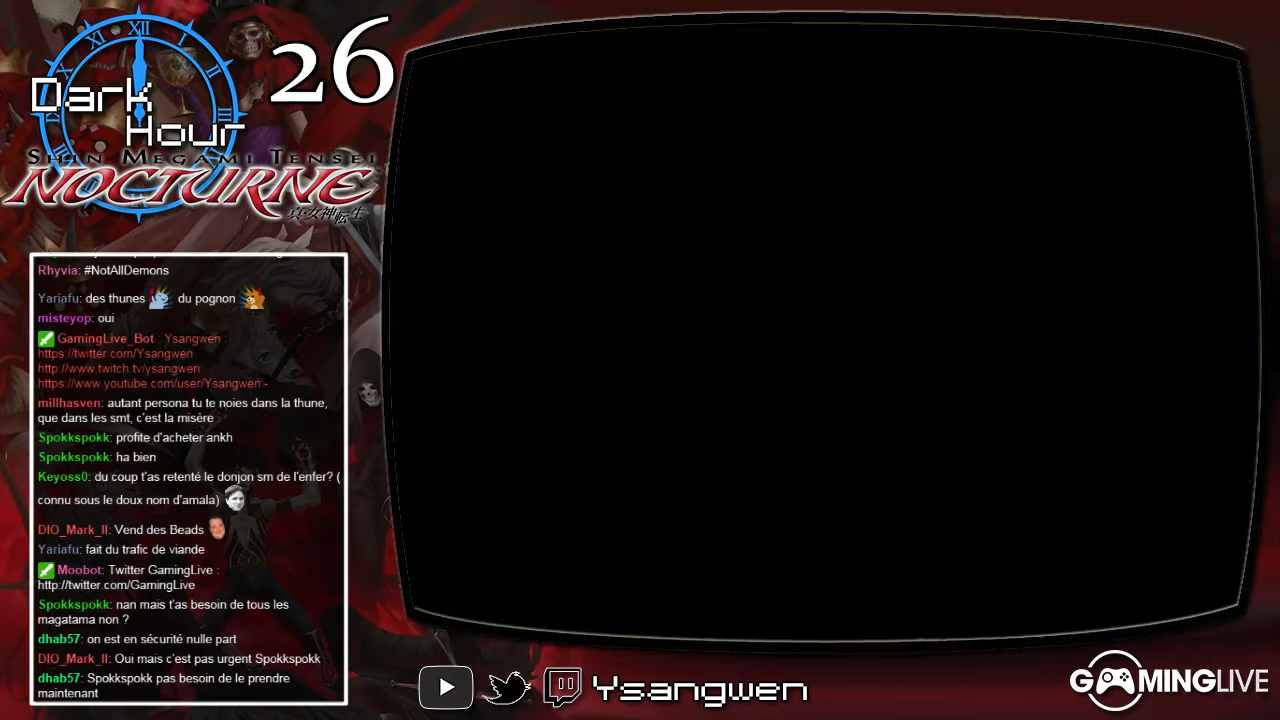 26
Dark
Hour
SHIN MEGAMI TENSEI
NOCTURNE
真・女神転生
Rhyvia: #NotAllDemons
Yariafu: des thunes du pognon
misteyop: oui
GamingLive_Bot : Ysangwen :
https://twitter.com/Ysangwen
http://www.twitch.tv/ysangwen
https://www.youtube.com/user/Ysangwen -
millhasven: autant persona tu te noies dans la thune,
que dans les smt, c'est la misère
Spokkspokk: profite d'acheter ankh
Spokkspokk: ha bien
Keyoss0: du coup t'as retenté le donjon sm de l'enfer? (
connu sous le doux nom d'amala)
DIO_Mark_II: Vend des Beads
Yariafu: fait du trafic de viande
Moobot: Twitter GamingLive :
http://twitter.com/GamingLive
Spokkspokk: nan mais t'as besoin de tous les
magatama non ?
dhab57: on est en sécurité nulle part
DIO_Mark_II: Oui mais c'est pas urgent Spokkspokk
dhab57: Spokkspokk pas besoin de le prendre
maintenant
Ysangwen
GAMINGLIVE